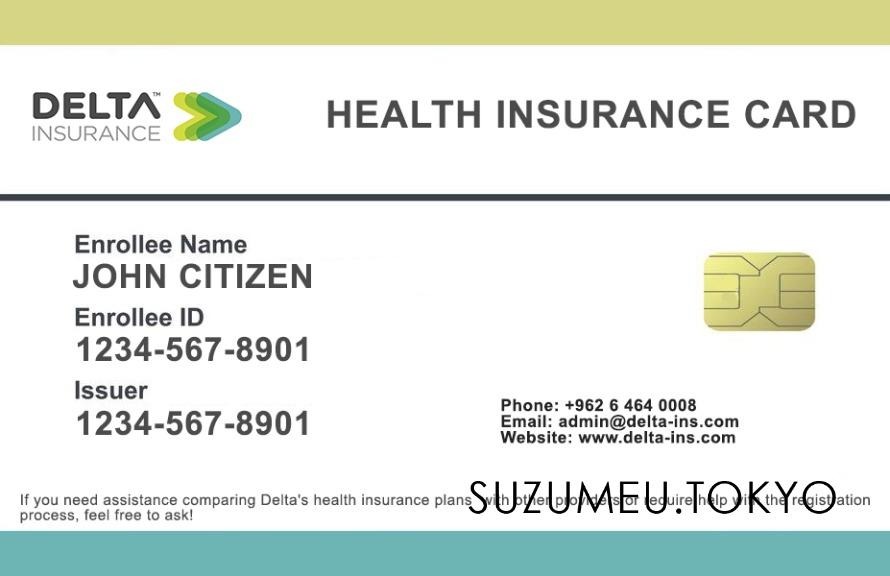 DELTA™
INSURANCE
HEALTH INSURANCE CARD
Enrollee Name
JOHN CITIZEN
Enrollee ID
1234-567-8901
Issuer
1234-567-8901
Phone: +962 6 464 0008
Email: admin@delta-ins.com
Website: www.delta-ins.com
If you need assistance comparing Delta's health insurance plans with other providers or require help with the registration
process, feel free to ask!
SUZUMEU.TOKYO